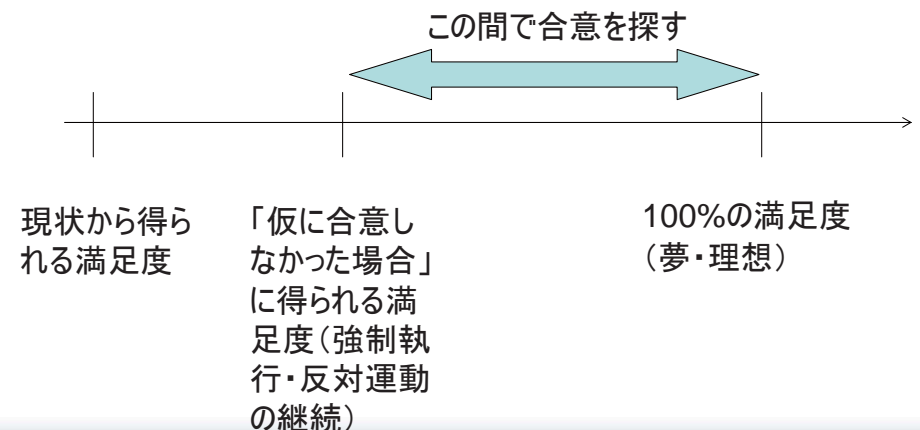 この間で合意を探す
現状から得ら
れる満足度
「仮に合意し
なかった場合」
に得られる満
足度（強制執
行・反対運動
の継続）
100%の満足度
（夢・理想）